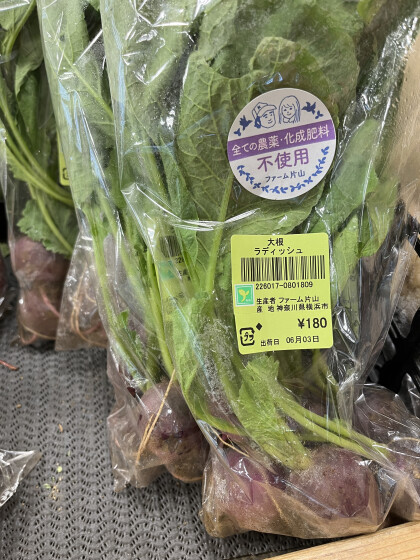 全ての農薬・化成肥料
不使用
ファーム片山
大根
ラディッシュ
226017-0801809
生産者 ファーム片山
産 地 神奈川県横浜市
¥180
出荷日 06月03日